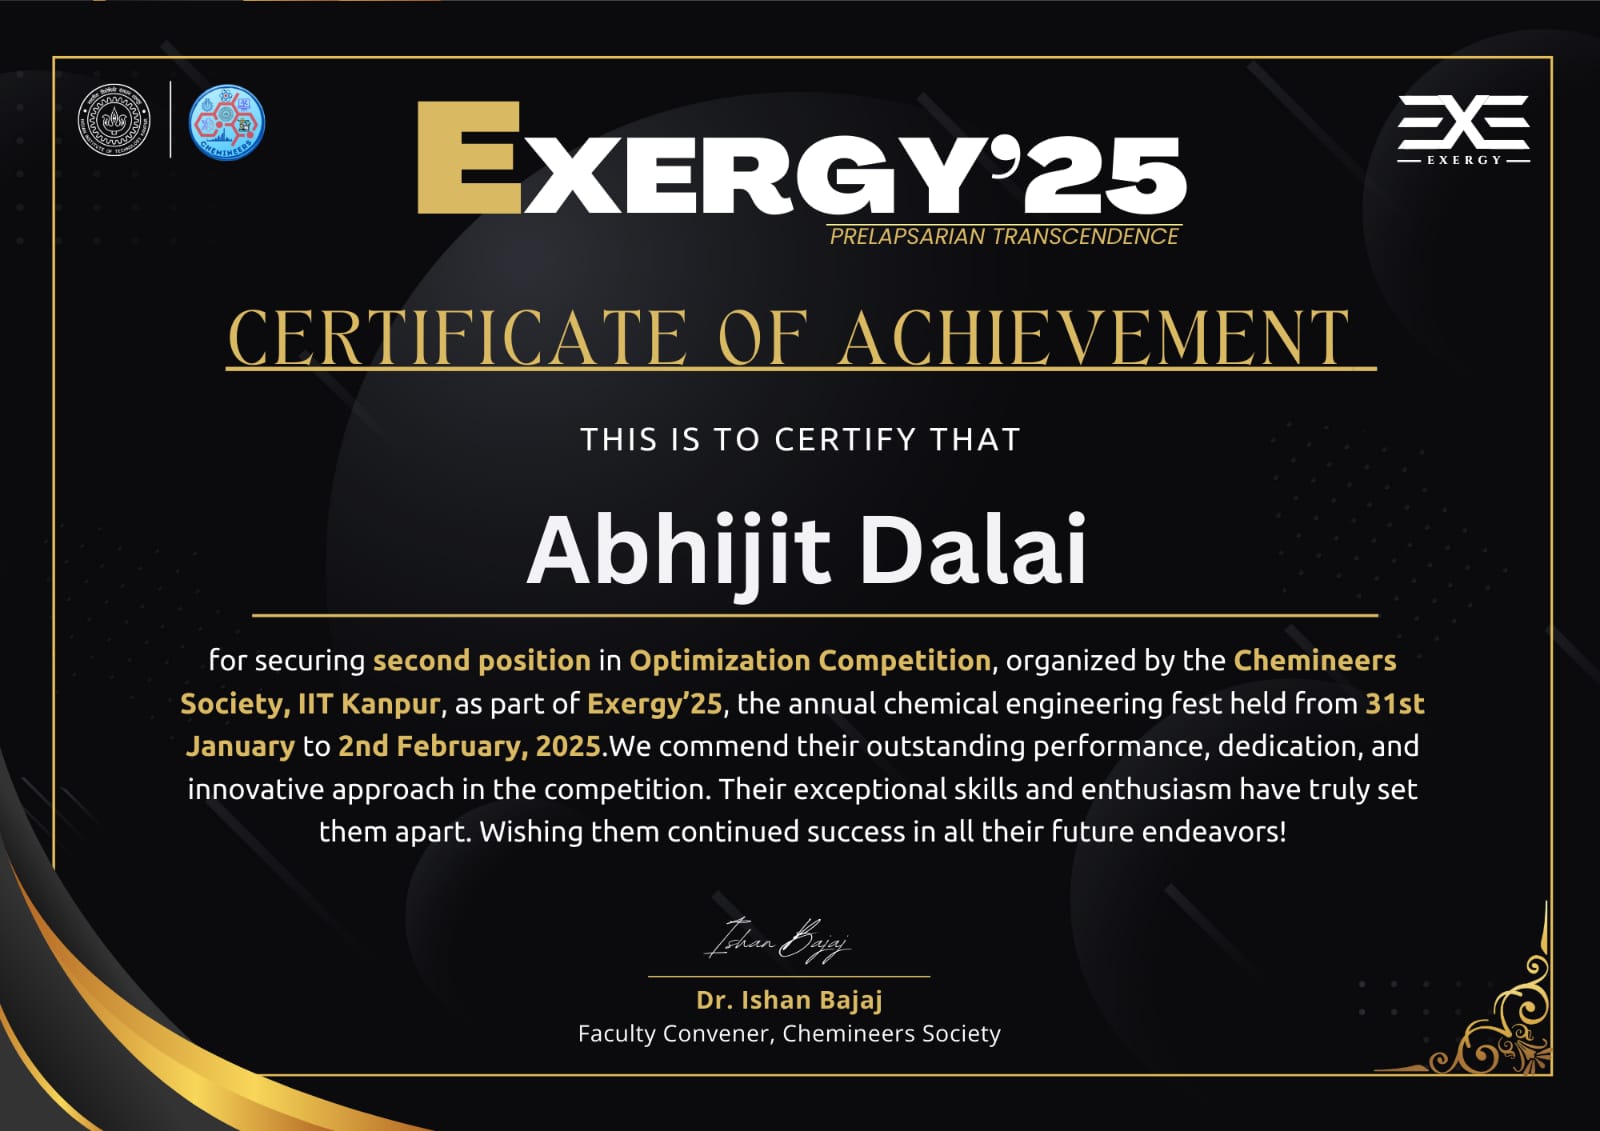 CHEMINEERS
EXERGY
EXERGY’25
PRELAPSARIAN TRANSCENDENCE
CERTIFICATE OF ACHIEVEMENT
THIS IS TO CERTIFY THAT
Abhijit Dalai
for securing second position in Optimization Competition, organized by the Chemineers
Society, IIT Kanpur, as part of Exergy’25, the annual chemical engineering fest held from 31st
January to 2nd February, 2025.We commend their outstanding performance, dedication, and
innovative approach in the competition. Their exceptional skills and enthusiasm have truly set
them apart. Wishing them continued success in all their future endeavors!
Ishan Bajaj
Dr. Ishan Bajaj
Faculty Convener, Chemineers Society